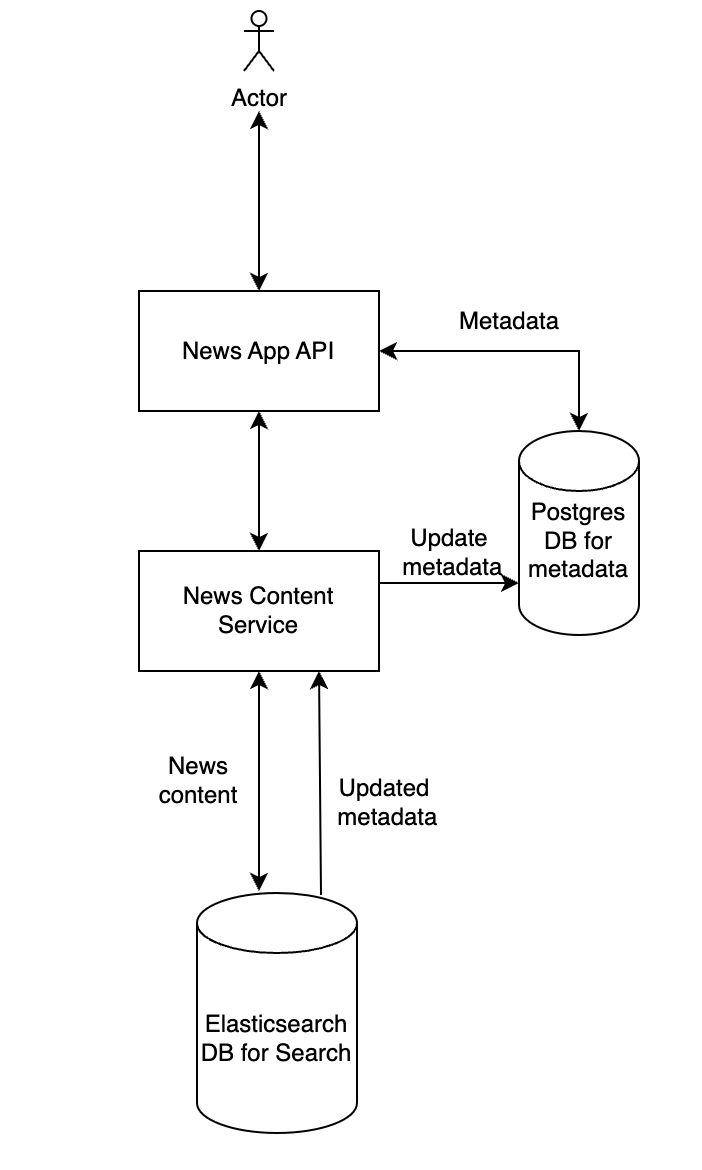 Actor
News App API
Metadata
Postgres
DB for
metadata
Update
metadata
News Content
Service
News
content
Updated
metadata
Elasticsearch
DB for Search